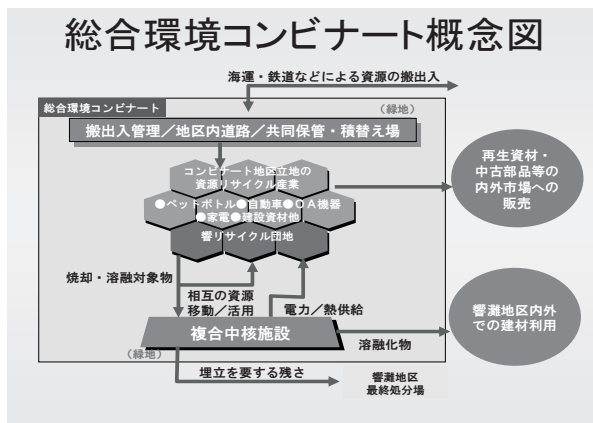 総合環境コンビナート概念図
海運・鉄道などによる資源の搬出入
総合環境コンビナート
（緑地）
搬出入管理／地区内道路／共同保管・積替え場
コンビナート地区立地の
資源リサイクル産業
●ペットボトル●自動車●ＯＡ機器
●家電●建設資材他
響リサイクル団地
再生資材・
中古部品等の
内外市場への
販売
焼却・溶融対象物
相互の資源
移動／活用
電力／熱供給
複合中核施設
（緑地）
溶融化物
響灘地区内外
での建材利用
埋立を要する残さ
響灘地区
最終処分場